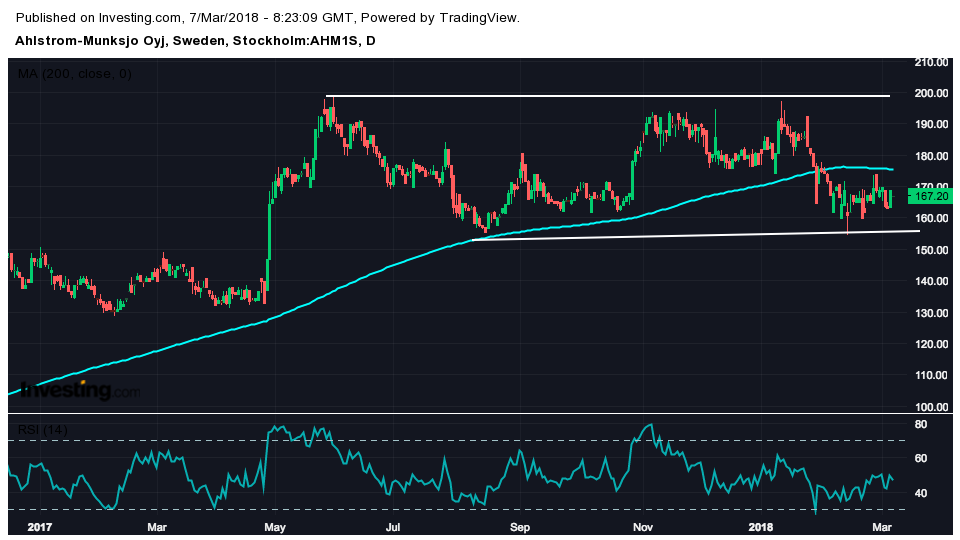 Published on Investing.com, 7/Mar/2018 - 8:23:09 GMT, Powered by TradingView.
Ahlstrom-Munksjo Oyj, Sweden, Stockholm:AHM1S, D
MA (200, close, 0)
210.00
200.00
190.00
180.00
170.00
167.20
160.00
150.00
140.00
130.00
120.00
110.00
100.00
Investing.com
RSI (14)
80
60
40
2017 Mar May Jul Sep Nov 2018 Mar